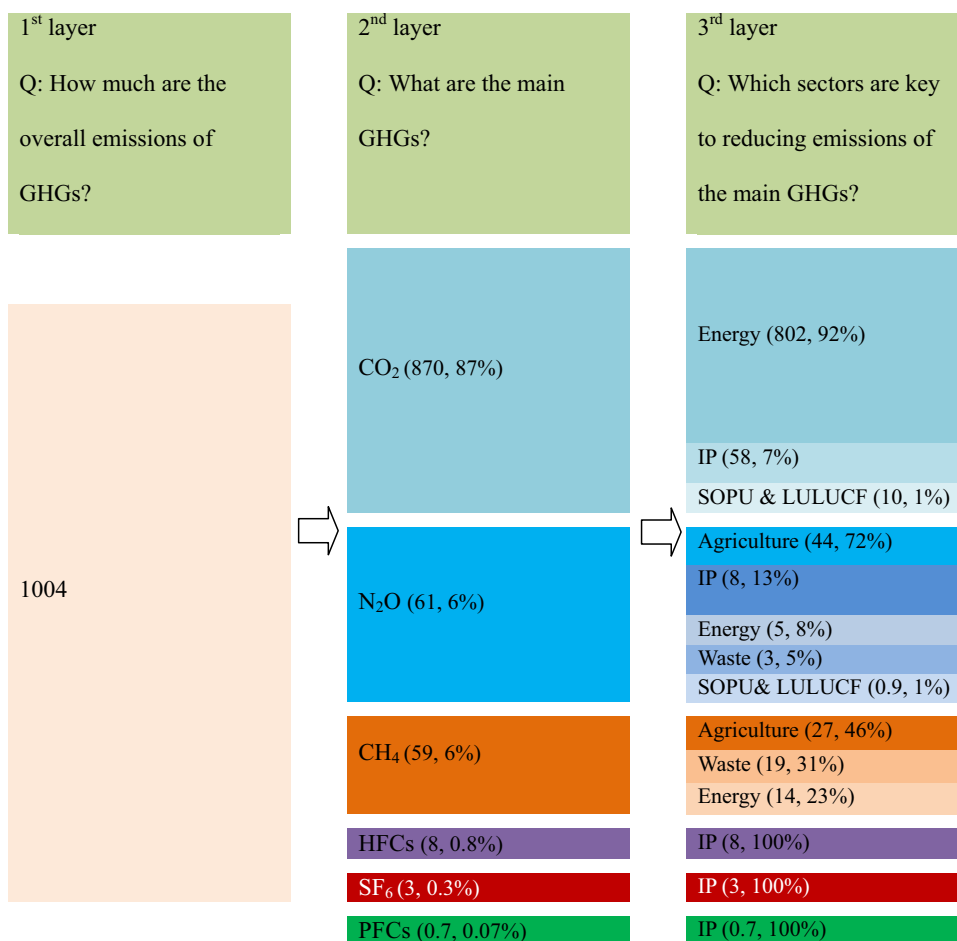 1st layer
Q: How much are the
overall emissions of
GHGs?
2nd layer
Q: What are the main
GHGs?
3rd layer
Q: Which sectors are key
to reducing emissions of
the main GHGs?
1004
CO₂ (870, 87%)
N₂O (61, 6%)
CH₄ (59, 6%)
HFCs (8, 0.8%)
SF₆ (3, 0.3%)
PFCs (0.7, 0.07%)
Energy (802, 92%)
IP (58, 7%)
SOPU & LULUCF (10, 1%)
Agriculture (44, 72%)
IP (8, 13%)
Energy (5, 8%)
Waste (3, 5%)
SOPU& LULUCF (0.9, 1%)
Agriculture (27, 46%)
Waste (19, 31%)
Energy (14, 23%)
IP (8, 100%)
IP (3, 100%)
IP (0.7, 100%)